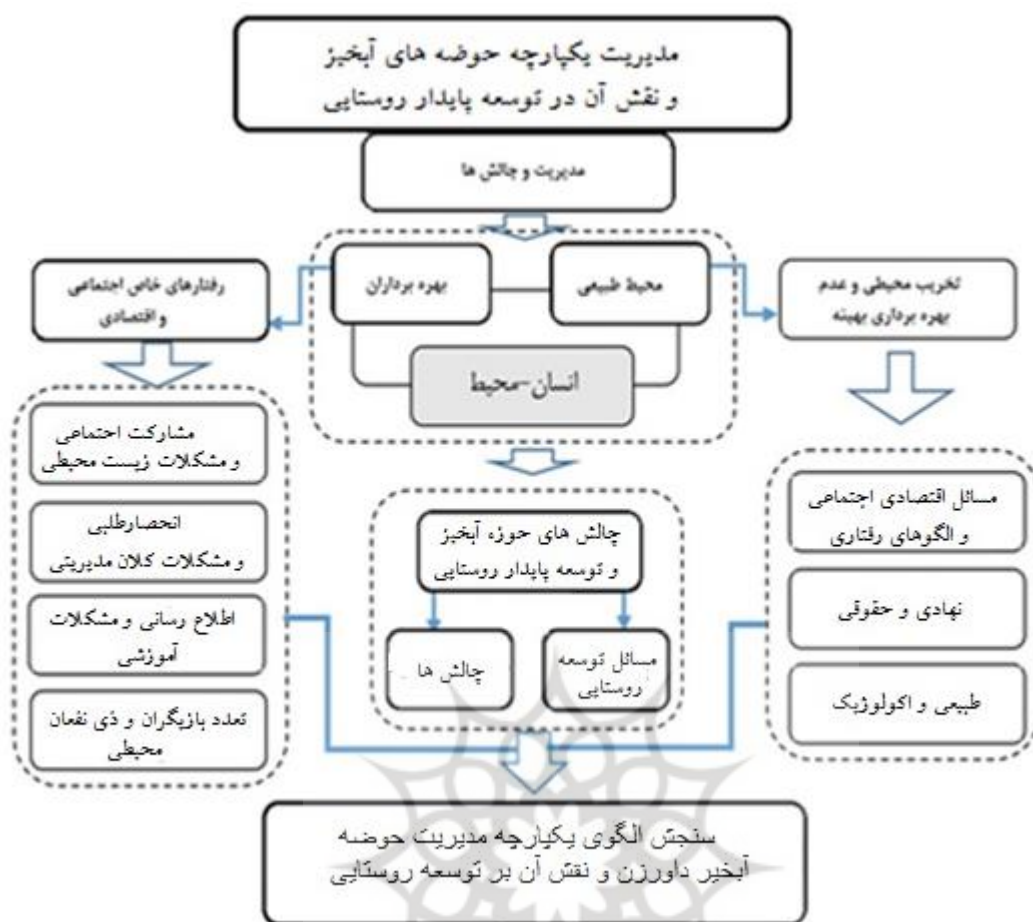 مدیریت یکپارچه حوضه های آبخیز
و نقش آن در توسعه پایدار روستایی
مدیریت و چالش ها
رفتارهای خاص اجتماعی
و اقتصادی
بهره برداران
محیط طبیعی
تخریب محیطی و عدم
بهره برداری بهینه
انسان-محیط
مشارکت اجتماعی
و مشکلات زیست محیطی
انحصارطلبی
و مشکلات کلان مدیریتی
اطلاع رسانی و مشکلات
آموزشی
تعدد بازیگران و ذی نفعان
محیطی
چالش های حوزه آبخیز
و توسعه پایدار روستایی
چالش ها
مسائل توسعه
روستایی
مسائل اقتصادی اجتماعی
و الگوهای رفتاری
نهادی و حقوقی
طبیعی و اکولوژیک
سنجش الگوی یکپارچه مدیریت حوضه
آبخیر داورزن و نقش آن بر توسعه روستایی